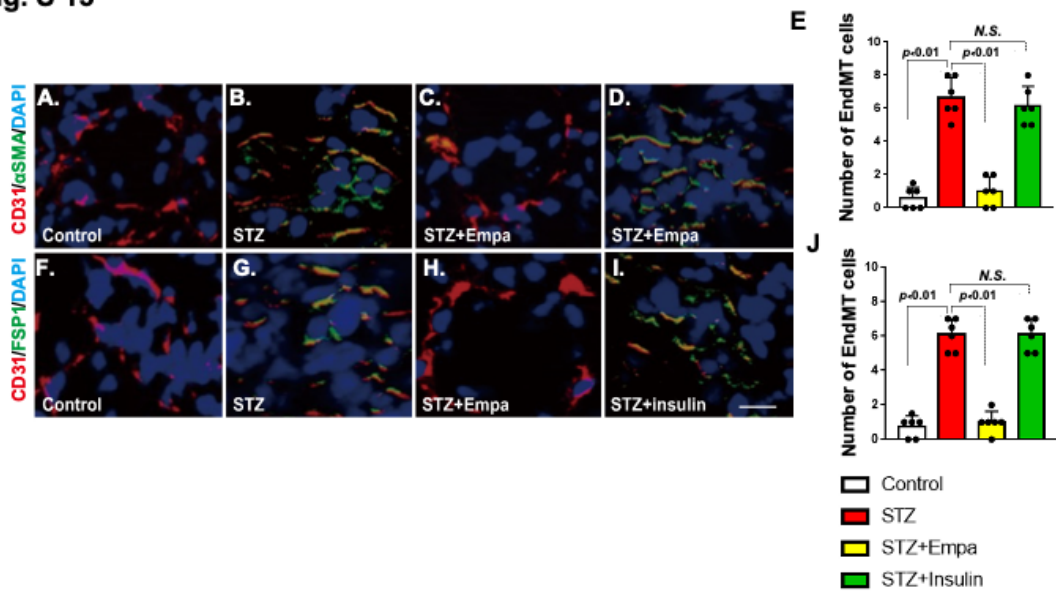 CD31/αSMA/DAPI
A.
B.
C.
D.
Control
STZ
STZ+Empa
STZ+Empa
CD31/FSP1/DAPI
F.
G.
H.
I.
Control
STZ
STZ+Empa
STZ+insulin
E
Number of EndMT cells
10
8
6
4
2
0
N.S.
p<0.01
p<0.01
J
Number of EndMT cells
10
8
6
4
2
0
N.S.
p<0.01
p<0.01
Control
STZ
STZ+Empa
STZ+Insulin